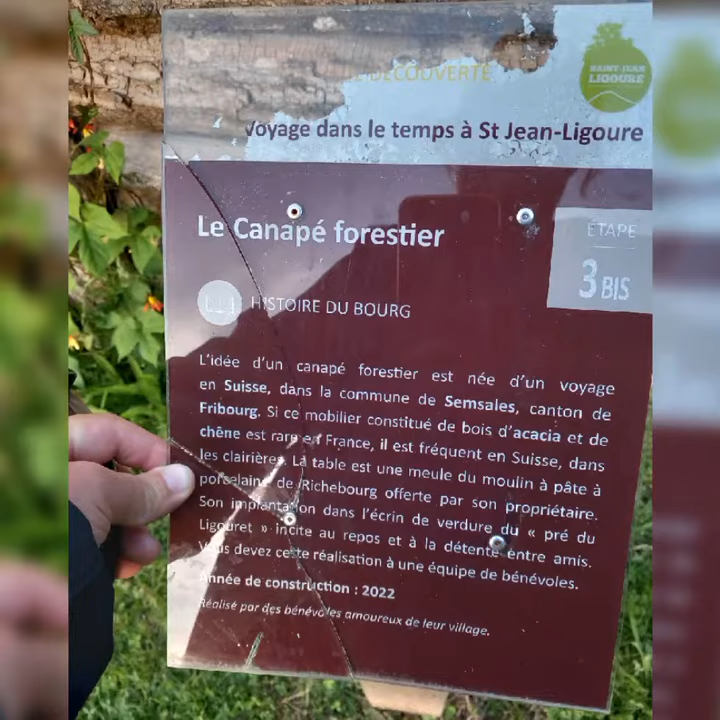 DÉCOUVERTE
SAINT-JEAN
LIGOURE
Voyage dans le temps à St Jean-Ligoure
Le Canapé forestier
ÉTAPE
3 BIS
HISTOIRE DU BOURG
L'idée d'un canapé forestier est née d'un voyage
en Suisse, dans la commune de Semsales, canton de
Fribourg. Si ce mobilier constitué de bois d'acacia et de
chêne est rare en France, il est fréquent en Suisse, dans
les clairières. La table est une meule du moulin à pâte à
porcelaine de Richebourg offerte par son propriétaire.
Son implantation dans l'écrin de verdure du « pré du
Ligouret » incite au repos et à la détente entre amis.
Vous devez cette réalisation à une équipe de bénévoles.
Année de construction : 2022
Réalisé par des bénévoles amoureux de leur village.